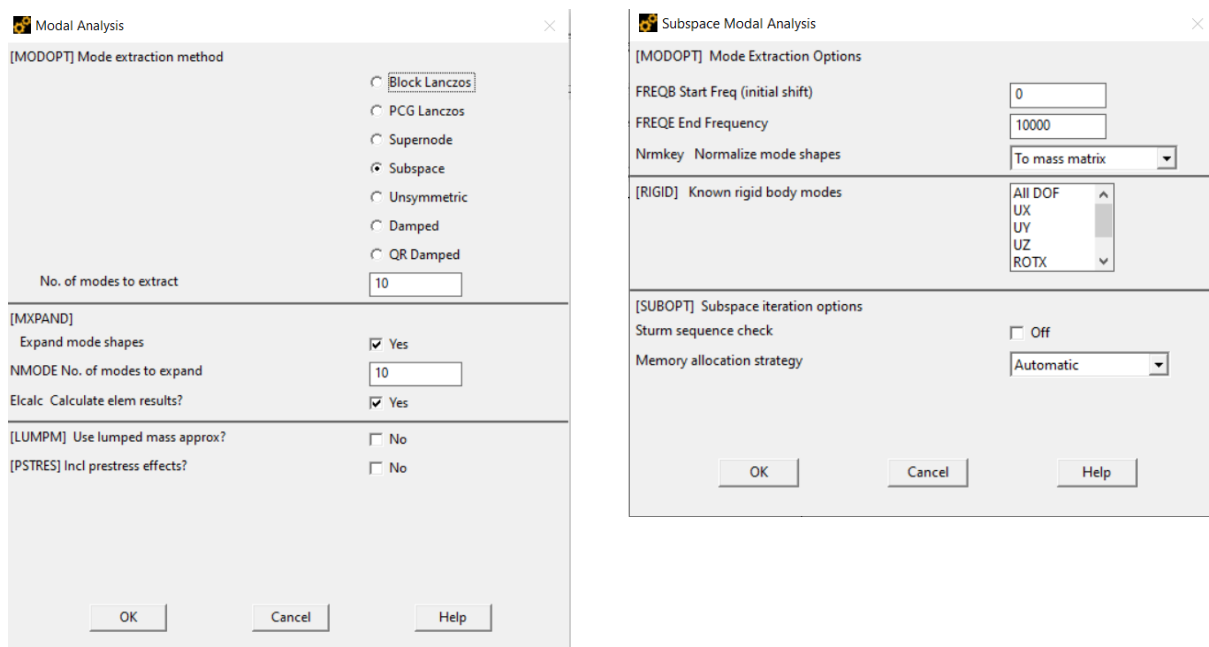 Modal Analysis
[MODOPT] Mode extraction method
Block Lanczos
PCG Lanczos
Supernode
Subspace
Unsymmetric
Damped
QR Damped
No. of modes to extract 10
[MXPAND]
Expand mode shapes Yes
NMODE No. of modes to expand 10
Elcalc Calculate elem results? Yes
[LUMPM] Use lumped mass approx? No
[PSTRES] Incl prestress effects? No
OK Cancel Help
Subspace Modal Analysis
[MODOPT] Mode Extraction Options
FREQB Start Freq (initial shift) 0
FREQE End Frequency 10000
Nrmkey Normalize mode shapes To mass matrix
[RIGID] Known rigid body modes All DOF
UX
UY
UZ
ROTX
[SUBOPT] Subspace iteration options
Sturm sequence check Off
Memory allocation strategy Automatic
OK Cancel Help